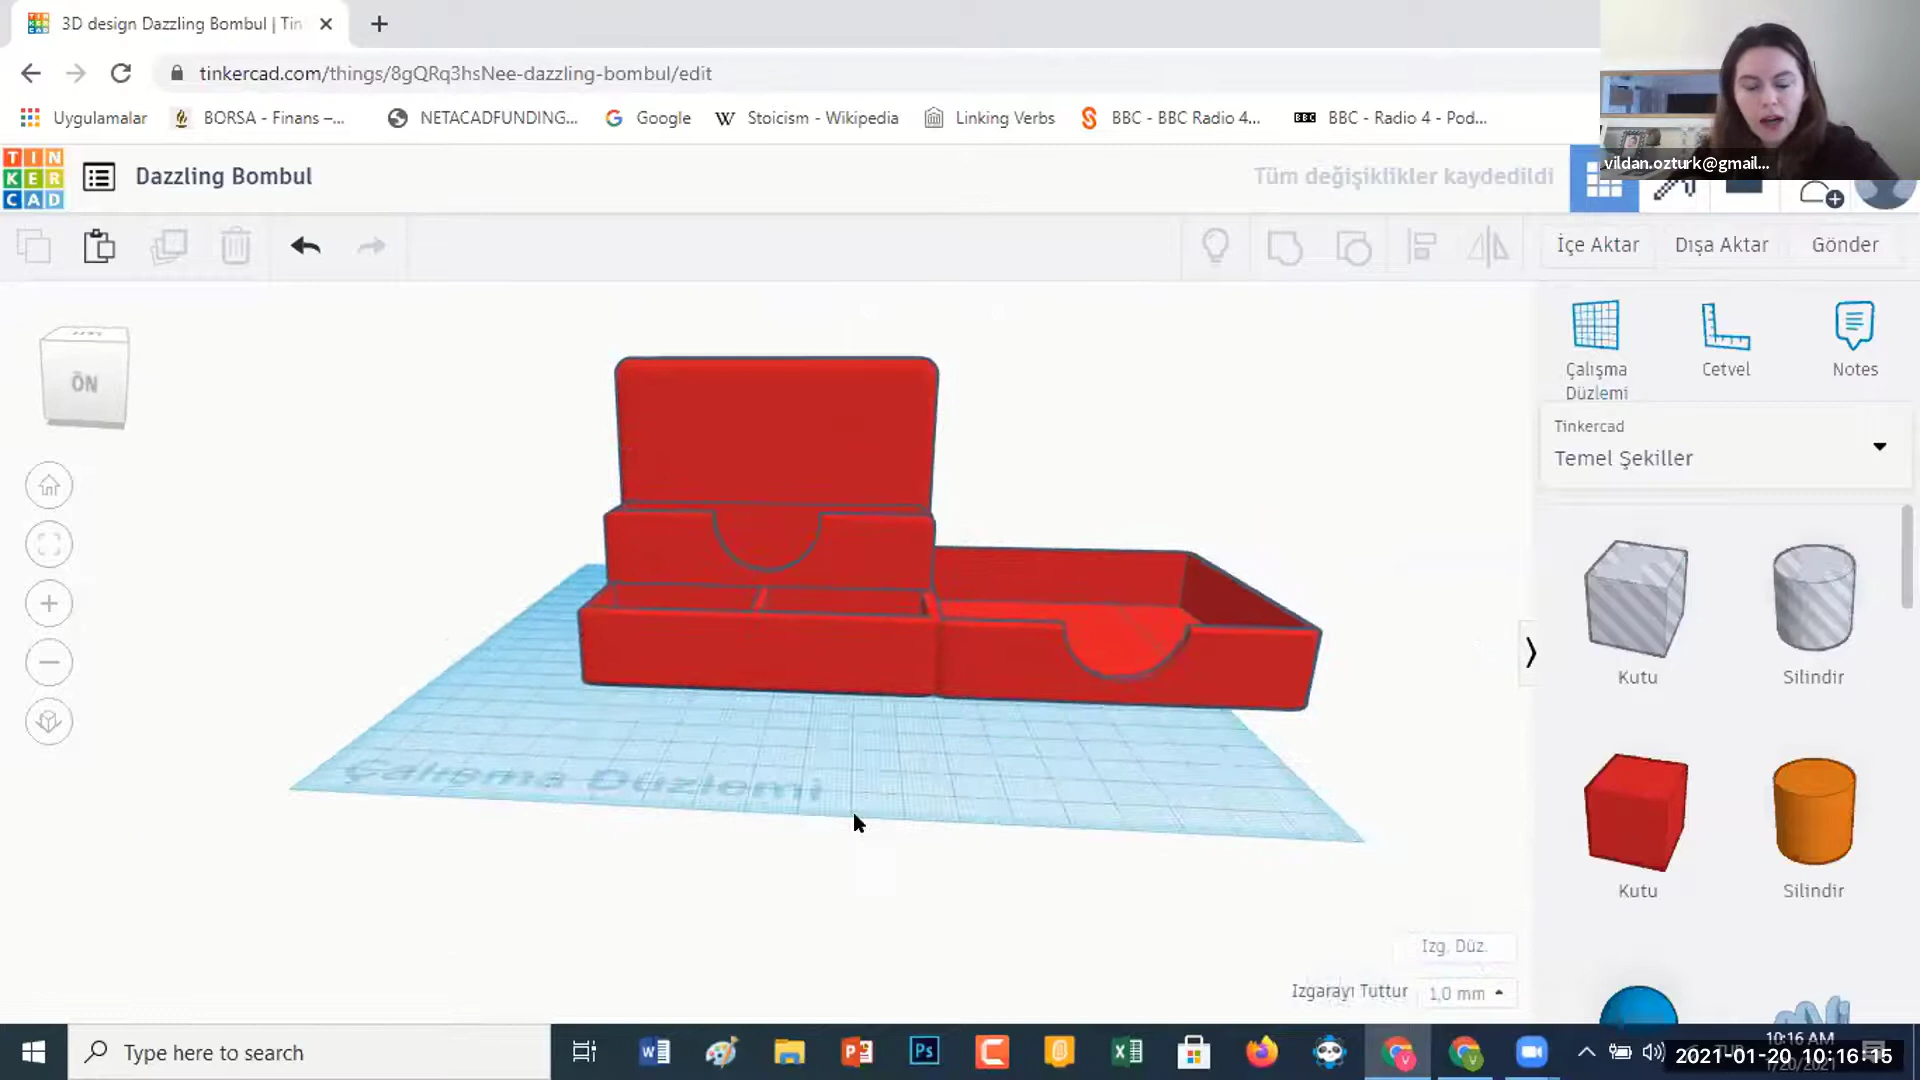 3D design Dazzling Bombul | Tin
tinkercad.com/things/8gQRq3hsNee-dazzling-bombul/edit
Uygulamalar
BORSA - Finans –...
NETACADFUNDING...
Google
Stoicism - Wikipedia
Linking Verbs
BBC - BBC Radio 4...
BBC - Radio 4 - Pod...
vildan.ozturk@gmail...
TIN
KER
CAD
Dazzling Bombul
Tüm değişiklikler kaydedildi
İçe Aktar
Dışa Aktar
Gönder
ÖN
Çalışma
Düzlemi
Cetvel
Notes
Tinkercad
Temel Şekiller
Kutu
Silindir
Kutu
Silindir
Çalışma Düzlemi
Izg. Düz.
Izgarayı Tuttur
1,0 mm
Type here to search
10:16 AM
2021-01-20 10:16:15